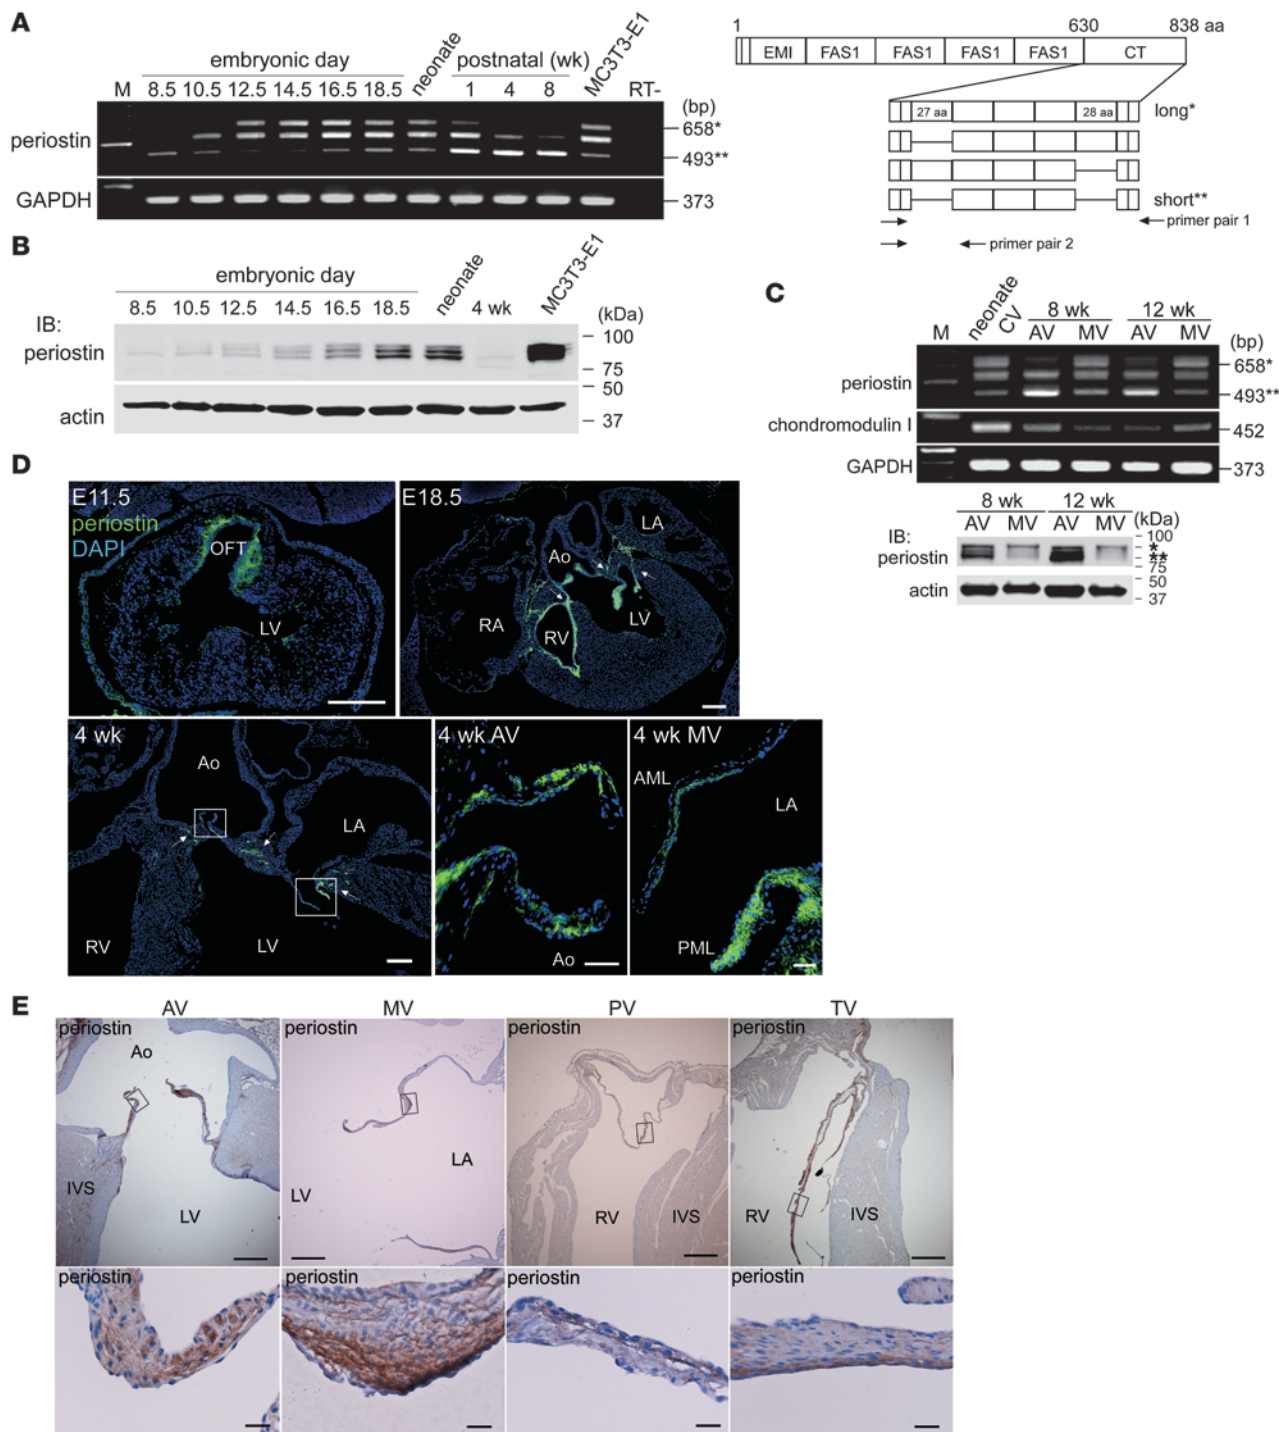 A
embryonic day
neonate
postnatal (wk)
MC3T3-E1
M
8.5
10.5
12.5
14.5
16.5
18.5
1
4
8
RT-
(bp)
periostin
658*
493**
GAPDH
373
1
630
838 aa
EMI
FAS1
FAS1
FAS1
FAS1
CT
27 aa
28 aa
long*
short**
primer pair 1
primer pair 2
B
embryonic day
neonate
MC3T3-E1
8.5
10.5
12.5
14.5
16.5
18.5
4 wk
(kDa)
IB:
periostin
100
75
50
actin
37
C
neonate
CV
8 wk
12 wk
M
AV
MV
AV
MV
(bp)
periostin
658*
493**
chondromodulin I
452
GAPDH
373
8 wk
12 wk
(kDa)
AV
MV
AV
MV
IB:
periostin
100
*
**
75
50
actin
37
D
E11.5
periostin
DAPI
OFT
LV
E18.5
LA
Ao
RA
RV
LV
4 wk
Ao
LA
RV
LV
4 wk AV
Ao
4 wk MV
AML
LA
PML
E
AV
MV
PV
TV
periostin
Ao
IVS
LV
periostin
LA
LV
periostin
RV
IVS
periostin
RV
IVS
periostin
periostin
periostin
periostin